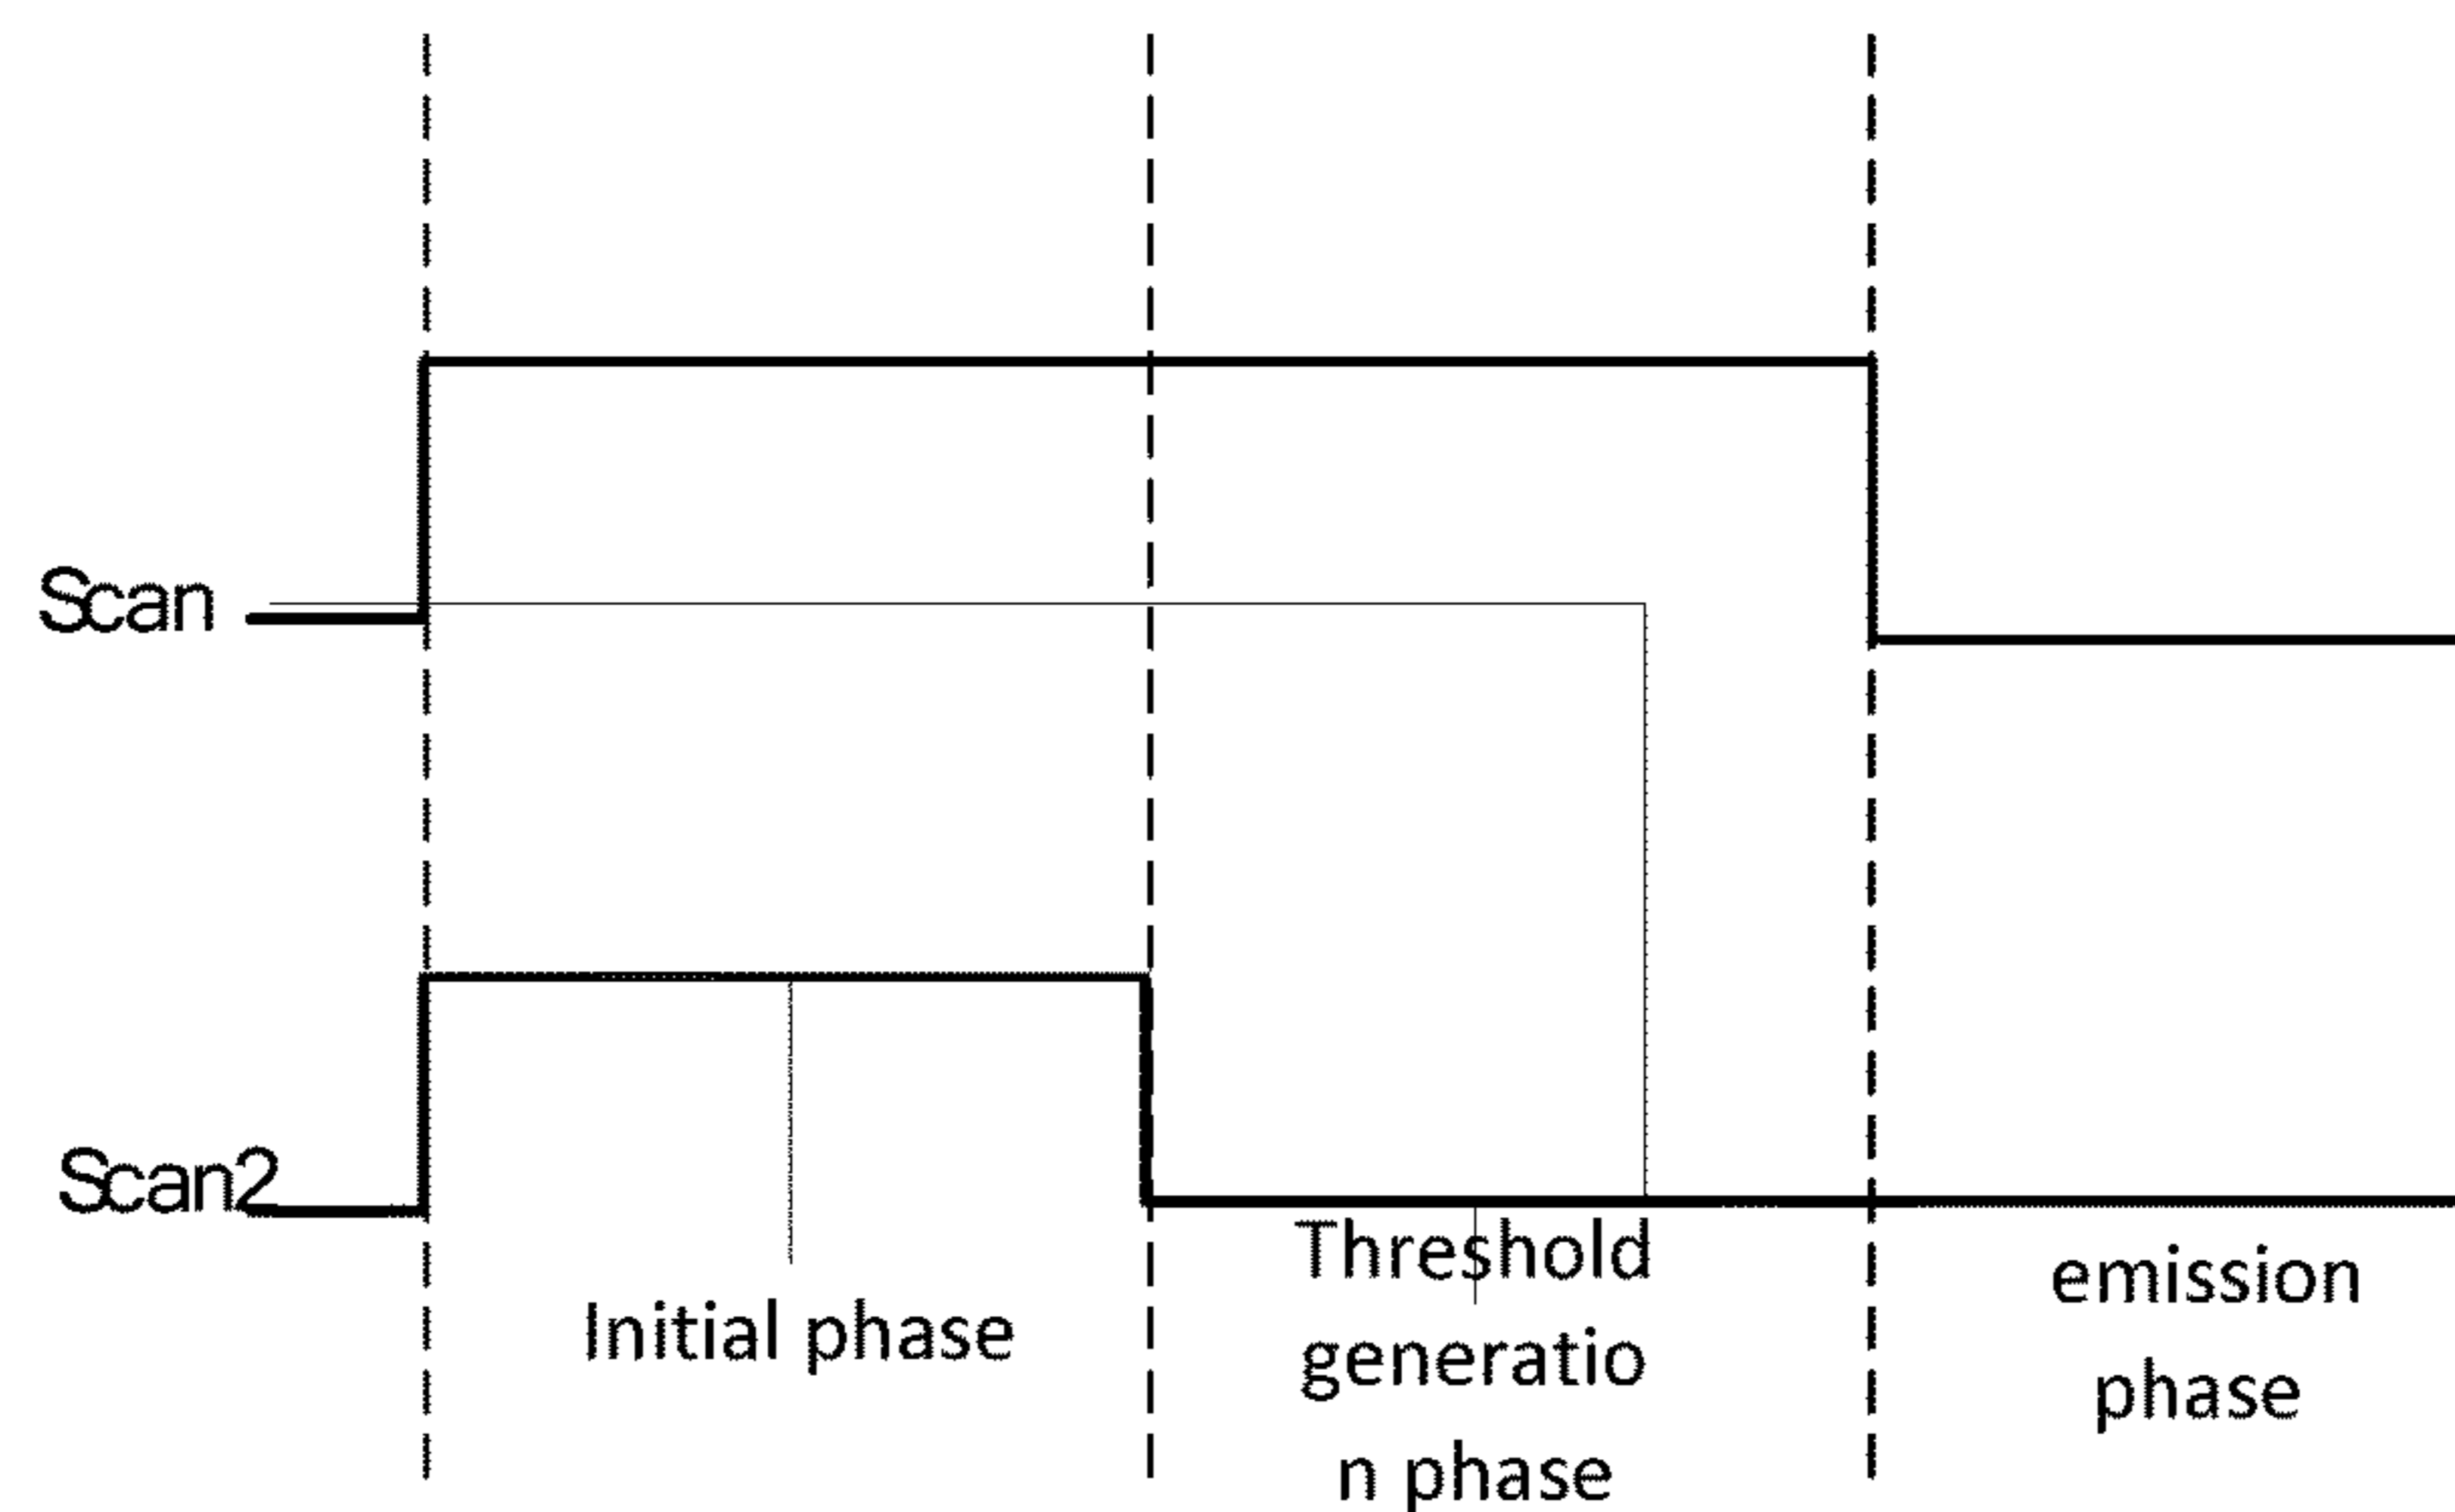 Scan
Scan2
Initial phase
Threshold
generatio
n phase
emission
phase